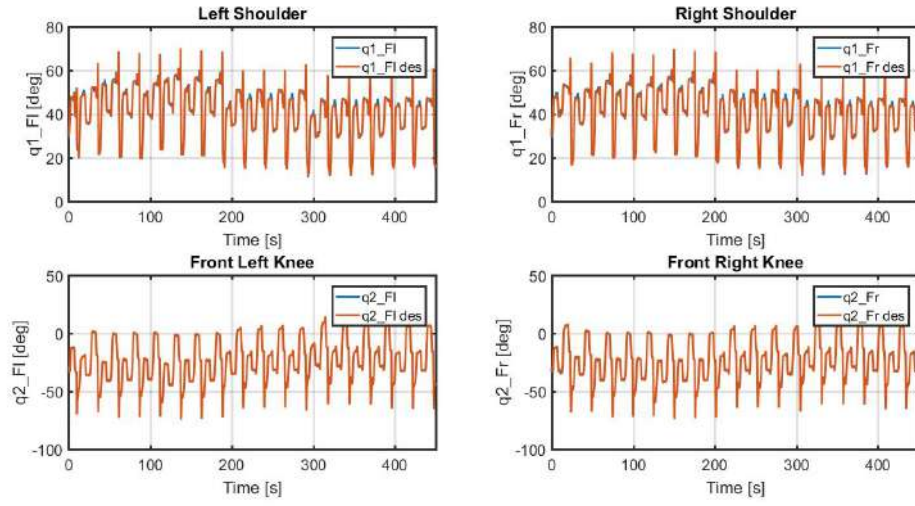 Left Shoulder
80
60
40
20
0
q1_Fl [deg]
q1_Fl
q1_Fl des
0 100 200 300 400
Time [s]
Right Shoulder
80
60
40
20
0
q1_Fr [deg]
q1_Fr
q1_Fr des
0 100 200 300 400
Time [s]
Front Left Knee
50
0
-50
-100
q2_Fl [deg]
q2_Fl
q2_Fl des
0 100 200 300 400
Time [s]
Front Right Knee
50
0
-50
-100
q2_Fr [deg]
q2_Fr
q2_Fr des
0 100 200 300 400
Time [s]